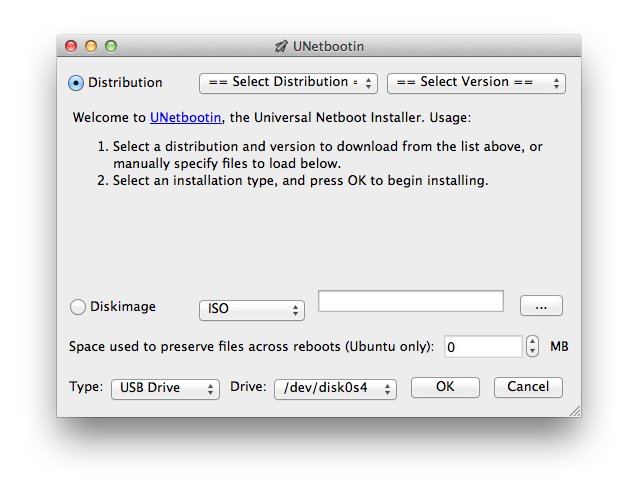 UNetbootin
Distribution == Select Distribution = == Select Version ==
Welcome to UNetbootin, the Universal Netboot Installer. Usage:
1. Select a distribution and version to download from the list above, or
manually specify files to load below.
2. Select an installation type, and press OK to begin installing.
Diskimage ISO ...
Space used to preserve files across reboots (Ubuntu only): 0 MB
Type: USB Drive Drive: /dev/disk0s4 OK Cancel